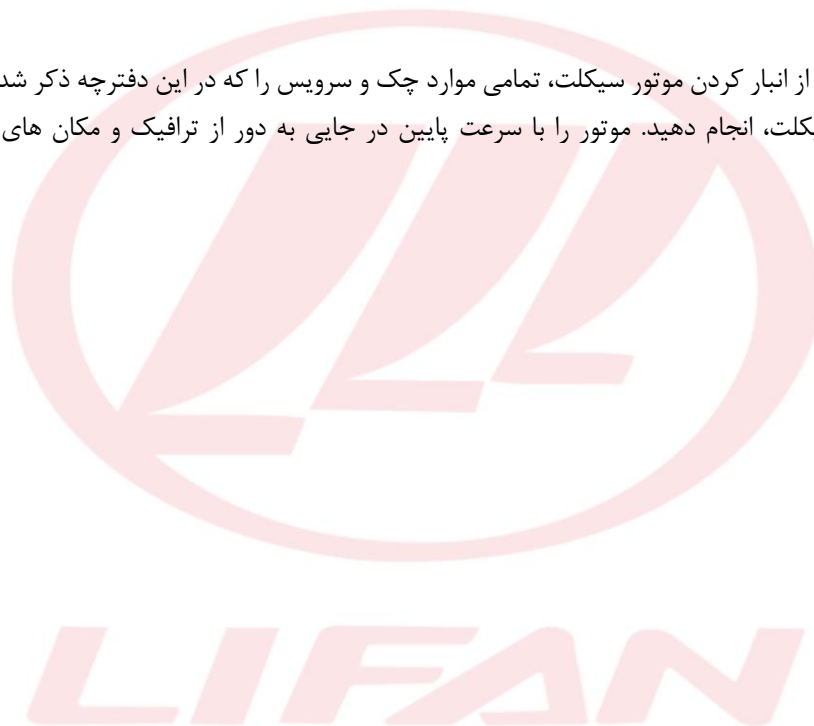 از انبار کردن موتور سیکلت، تمامی موارد چک و سرویس را که در این دفترچه ذکر شد
یکلت، انجام دهید. موتور را با سرعت پایین در جایی به دور از ترافیک و مکان های
LIFAN